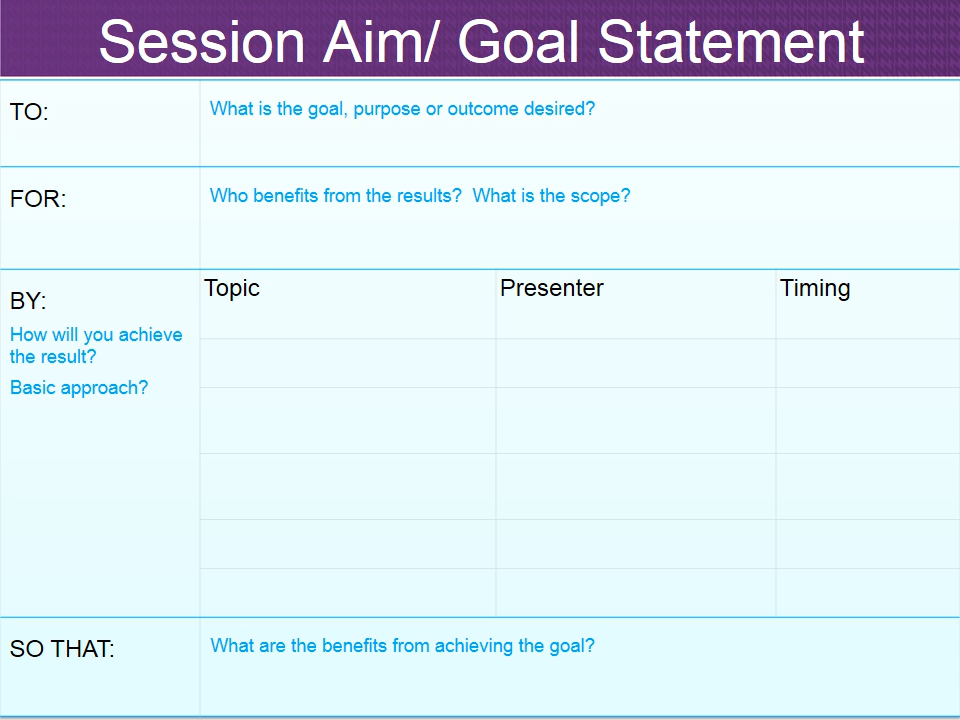 Session Aim/ Goal Statement
TO:
What is the goal, purpose or outcome desired?
FOR:
Who benefits from the results?  What is the scope?
BY:
How will you achieve
the result?
Basic approach?
Topic
Presenter
Timing
SO THAT:
What are the benefits from achieving the goal?